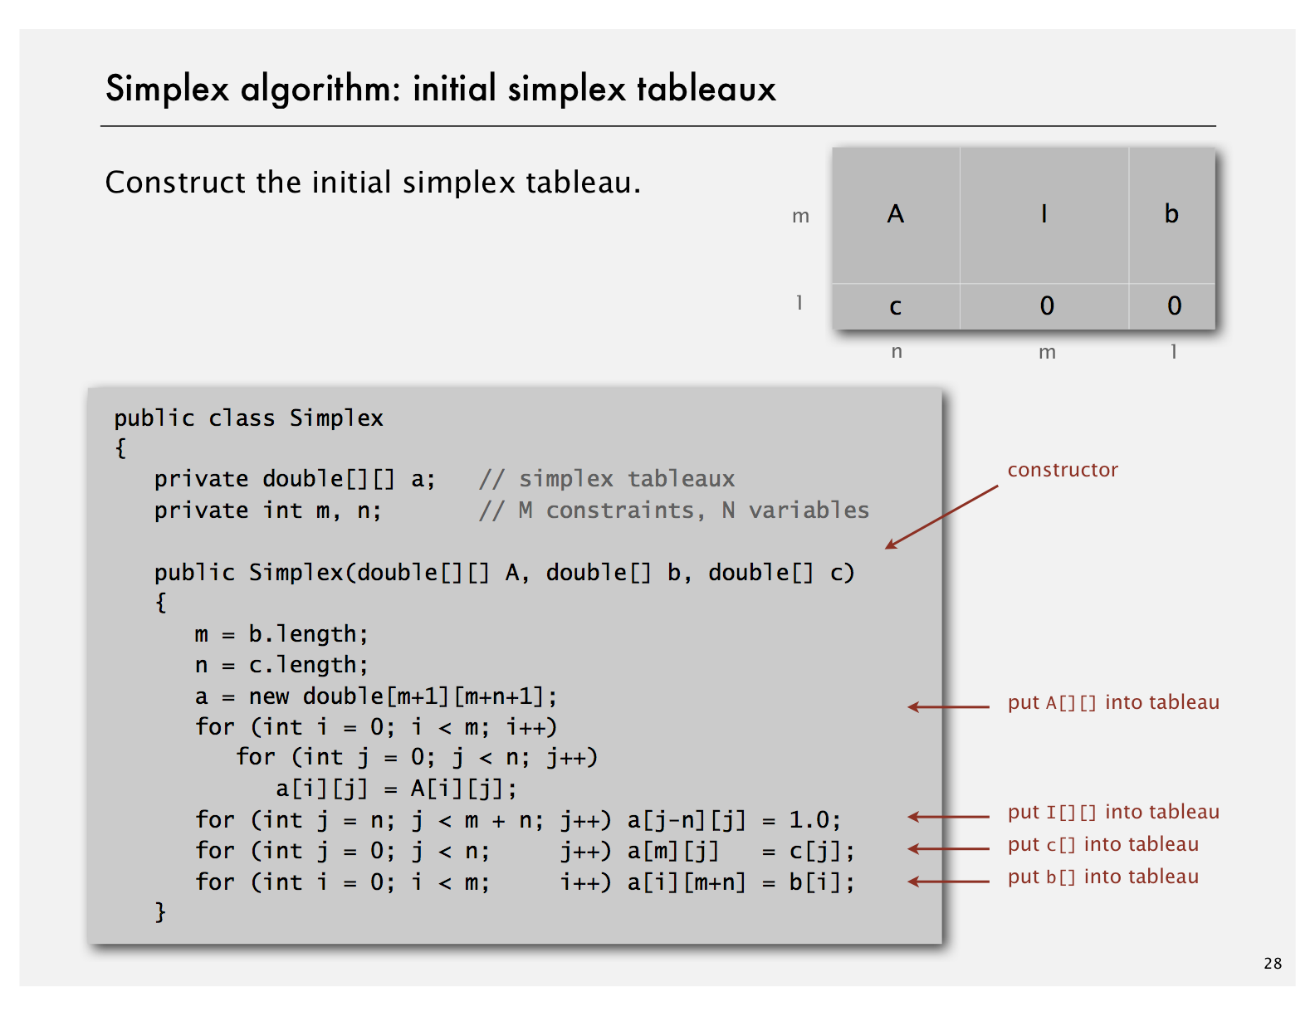 Simplex algorithm: initial simplex tableaux
Construct the initial simplex tableau.
m A I b
1 c 0 0
n m 1
public class Simplex
{
   private double[][] a;   // simplex tableaux
   private int m, n;       // M constraints, N variables
constructor
   public Simplex(double[][] A, double[] b, double[] c)
   {
      m = b.length;
      n = c.length;
      a = new double[m+1][m+n+1];
put A[][] into tableau
      for (int i = 0; i < m; i++)
         for (int j = 0; j < n; j++)
            a[i][j] = A[i][j];
      for (int j = n; j < m + n; j++) a[j-n][j] = 1.0;
put I[][] into tableau
      for (int j = 0; j < n;     j++) a[m][j]   = c[j];
put c[] into tableau
      for (int i = 0; i < m;     i++) a[i][m+n] = b[i];
put b[] into tableau
   }
28